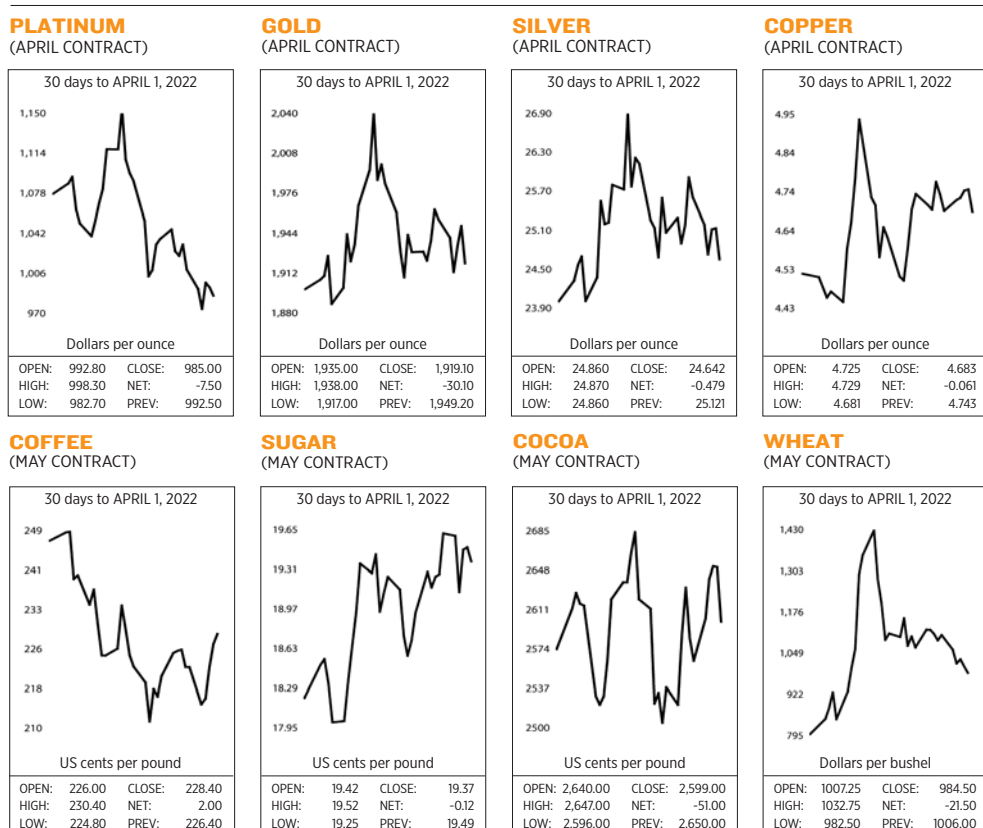 PLATINUM
(APRIL CONTRACT)
30 days to APRIL 1, 2022
1,150
1,114
1,078
1,042
1,006
970
Dollars per ounce
OPEN: 992.80 CLOSE: 985.00
HIGH: 998.30 NET: -7.50
LOW: 982.70 PREV: 992.50
GOLD
(APRIL CONTRACT)
30 days to APRIL 1, 2022
2,040
2,008
1,976
1,944
1,912
1,880
Dollars per ounce
OPEN: 1,935.00 CLOSE: 1,919.10
HIGH: 1,938.00 NET: -30.10
LOW: 1,917.00 PREV: 1,949.20
SILVER
(APRIL CONTRACT)
30 days to APRIL 1, 2022
26.90
26.30
25.70
25.10
24.50
23.90
Dollars per ounce
OPEN: 24.860 CLOSE: 24.642
HIGH: 24.870 NET: -0.479
LOW: 24.860 PREV: 25.121
COPPER
(APRIL CONTRACT)
30 days to APRIL 1, 2022
4.95
4.84
4.74
4.64
4.53
4.43
Dollars per ounce
OPEN: 4.725 CLOSE: 4.683
HIGH: 4.729 NET: -0.061
LOW: 4.681 PREV: 4.743
COFFEE
(MAY CONTRACT)
30 days to APRIL 1, 2022
249
241
233
226
218
210
US cents per pound
OPEN: 226.00 CLOSE: 228.40
HIGH: 230.40 NET: 2.00
LOW: 224.80 PREV: 226.40
SUGAR
(MAY CONTRACT)
30 days to APRIL 1, 2022
19.65
19.31
18.97
18.63
18.29
17.95
US cents per pound
OPEN: 19.42 CLOSE: 19.37
HIGH: 19.52 NET: -0.12
LOW: 19.25 PREV: 19.49
COCOA
(MAY CONTRACT)
30 days to APRIL 1, 2022
2685
2648
2611
2574
2537
2500
US cents per pound
OPEN: 2,640.00 CLOSE: 2,599.00
HIGH: 2,647.00 NET: -51.00
LOW: 2,596.00 PREV: 2,650.00
WHEAT
(MAY CONTRACT)
30 days to APRIL 1, 2022
1,430
1,303
1,176
1,049
922
795
Dollars per bushel
OPEN: 1007.25 CLOSE: 984.50
HIGH: 1032.75 NET: -21.50
LOW: 982.50 PREV: 1006.00